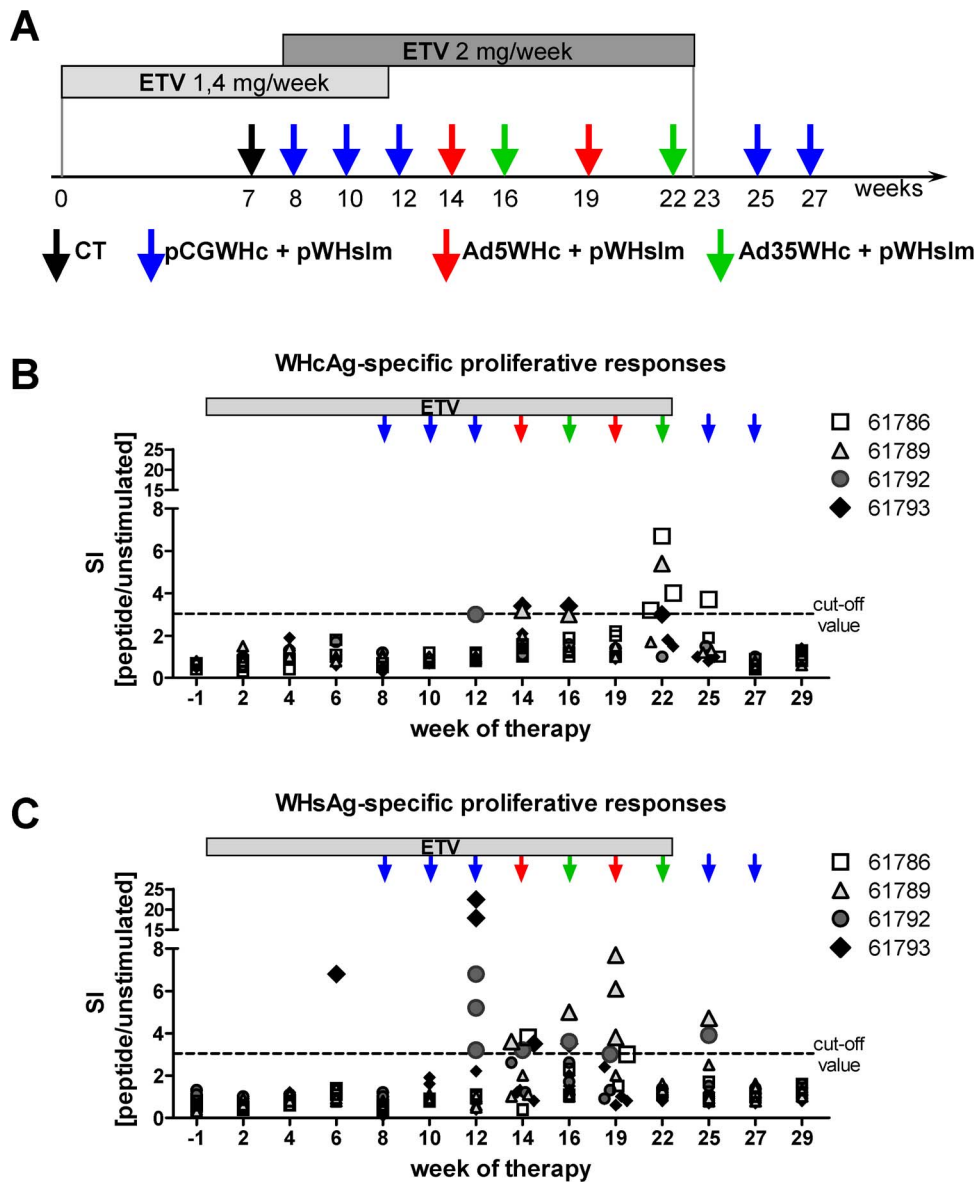 A
ETV 2 mg/week
ETV 1,4 mg/week
0 7 8 10 12 14 16 19 22 23 25 27 weeks
CT pCGWHc + pWHsIm Ad5WHc + pWHsIm Ad35WHc + pWHsIm
B
WHcAg-specific proliferative responses
ETV
61786
61789
61792
61793
SI
[peptide/unstimulated]
25
20
15
8
6
4
2
0
cut-off
value
-1 2 4 6 8 10 12 14 16 19 22 25 27 29
week of therapy
C
WHsAg-specific proliferative responses
ETV
61786
61789
61792
61793
SI
[peptide/unstimulated]
25
20
15
8
6
4
2
0
cut-off
value
-1 2 4 6 8 10 12 14 16 19 22 25 27 29
week of therapy